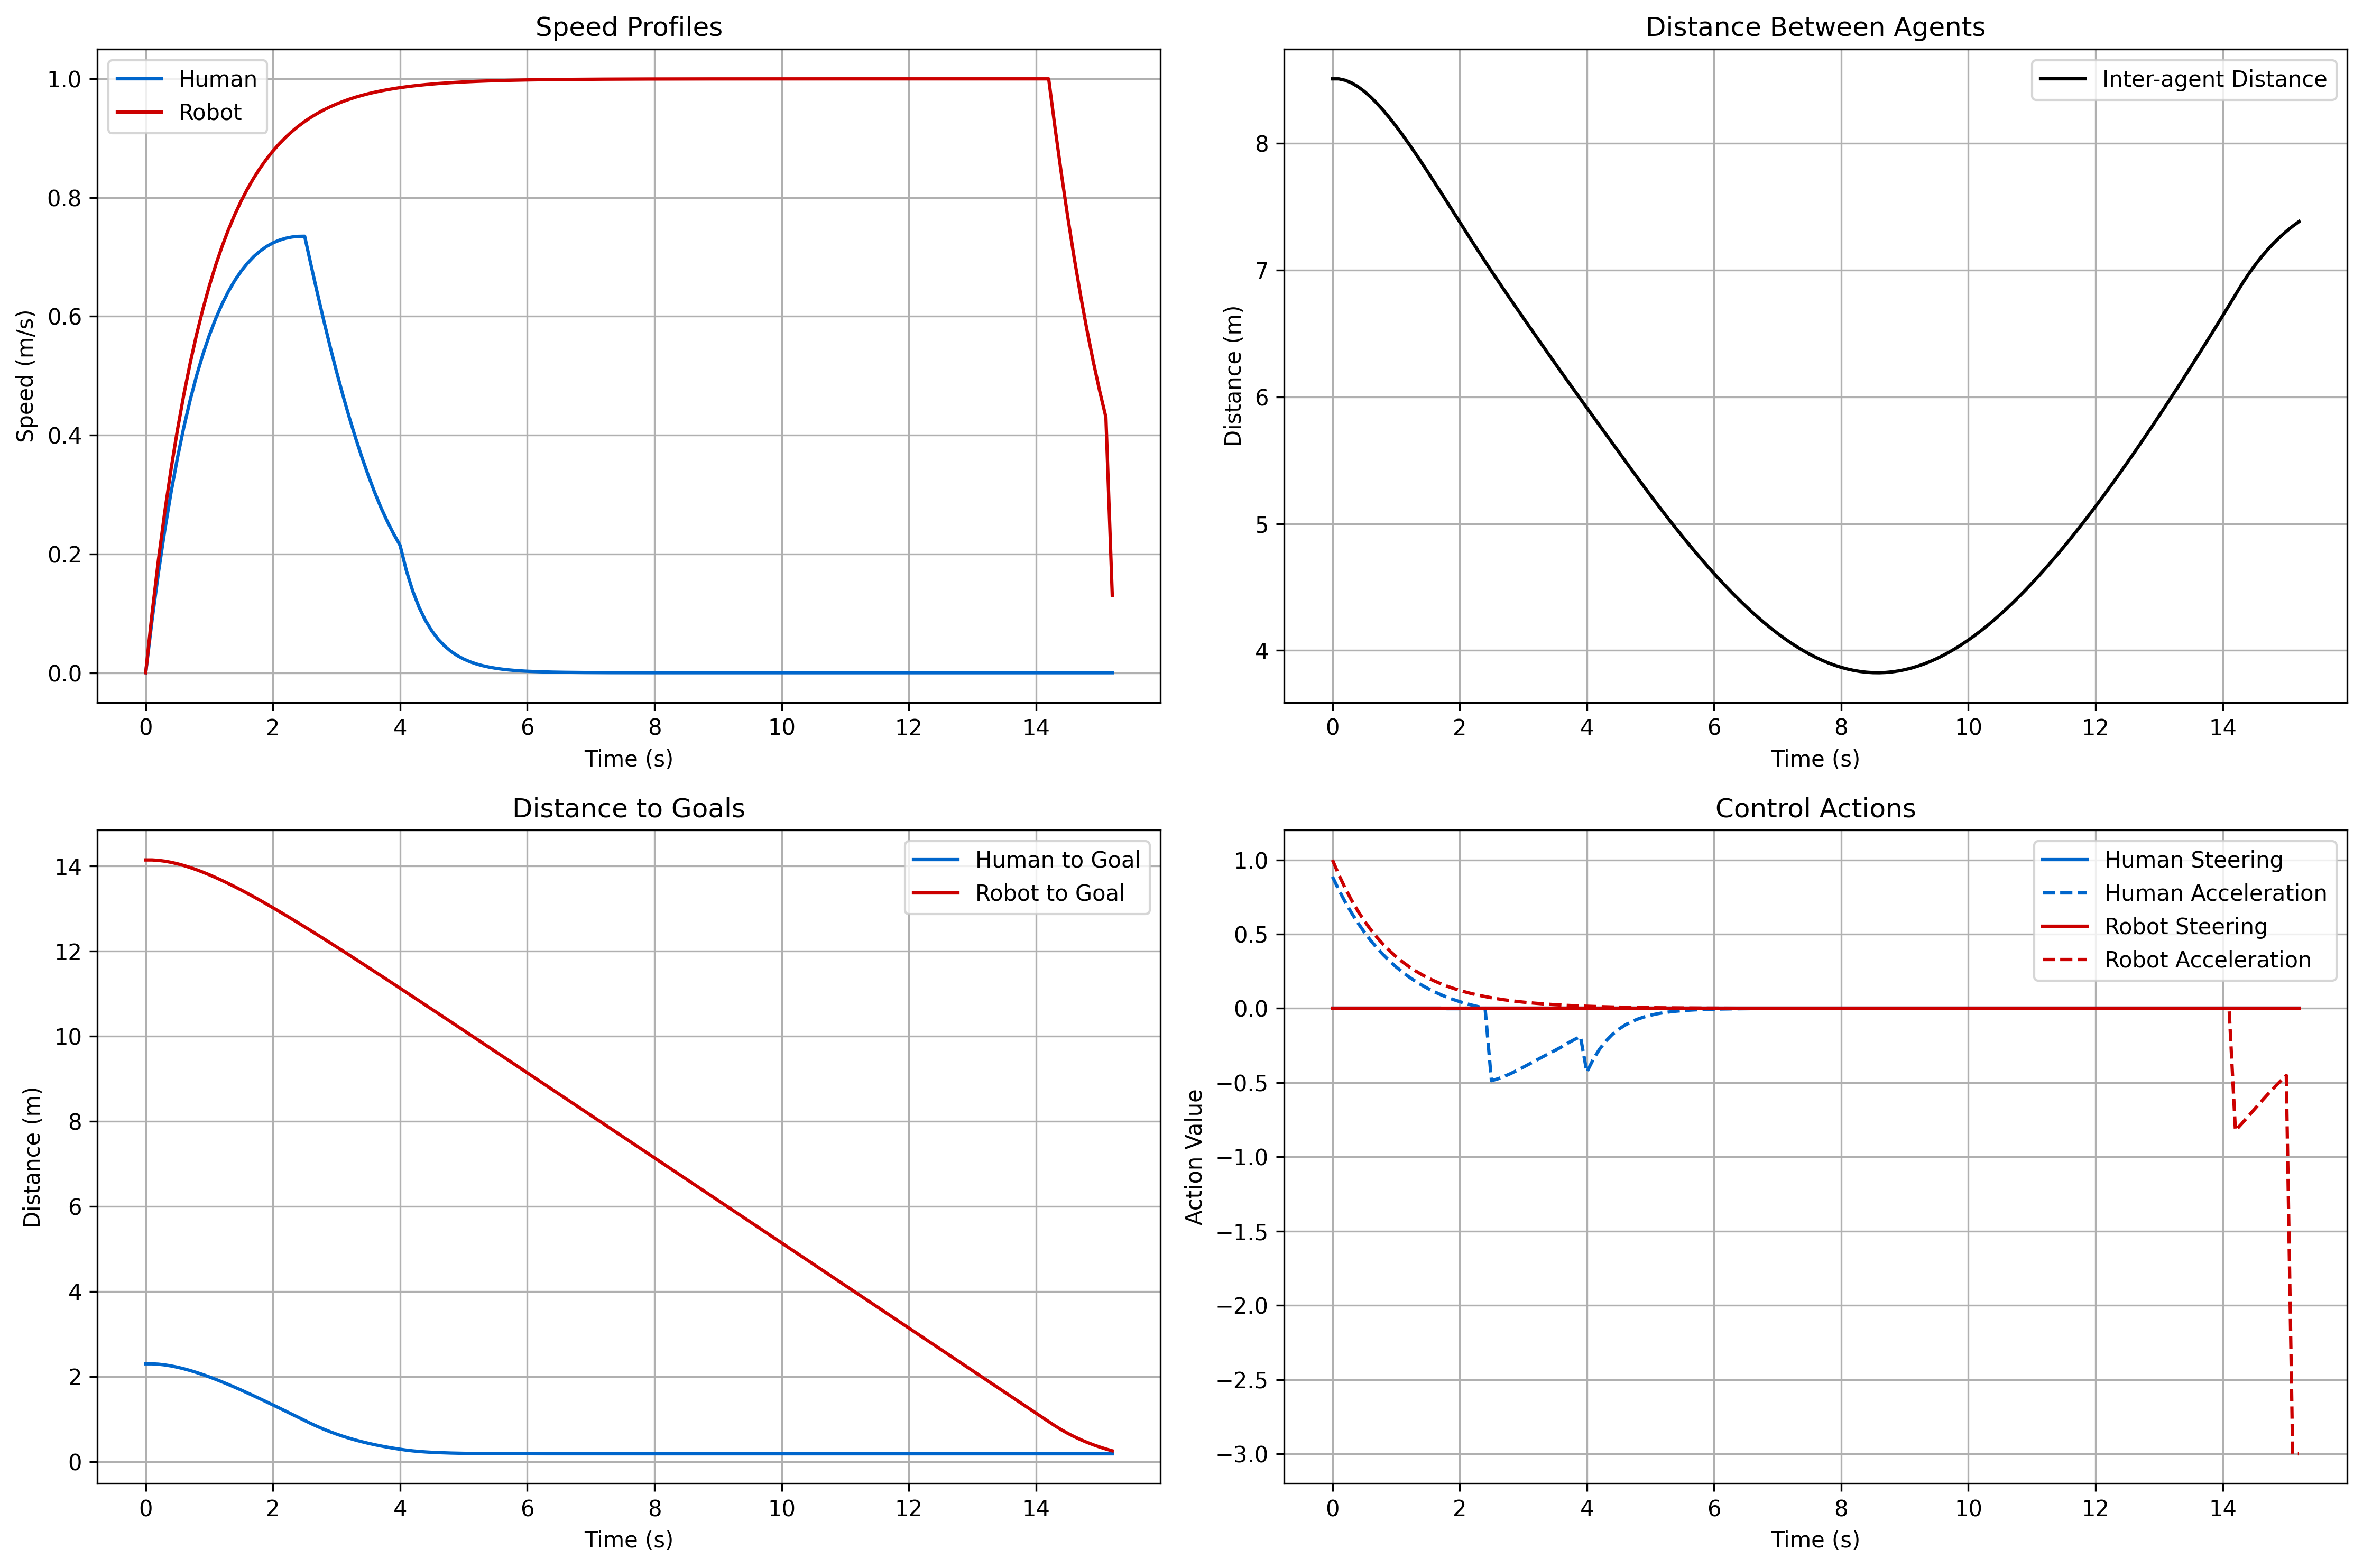 Speed Profiles
Human
Robot
1.0
0.8
0.6
0.4
0.2
0.0
Speed (m/s)
0 2 4 6 8 10 12 14
Time (s)
Distance Between Agents
Inter-agent Distance
8
7
6
5
4
Distance (m)
0 2 4 6 8 10 12 14
Time (s)
Distance to Goals
Human to Goal
Robot to Goal
14
12
10
8
6
4
2
0
Distance (m)
0 2 4 6 8 10 12 14
Time (s)
Control Actions
Human Steering
Human Acceleration
Robot Steering
Robot Acceleration
1.0
0.5
0.0
−0.5
−1.0
−1.5
−2.0
−2.5
−3.0
Action Value
0 2 4 6 8 10 12 14
Time (s)